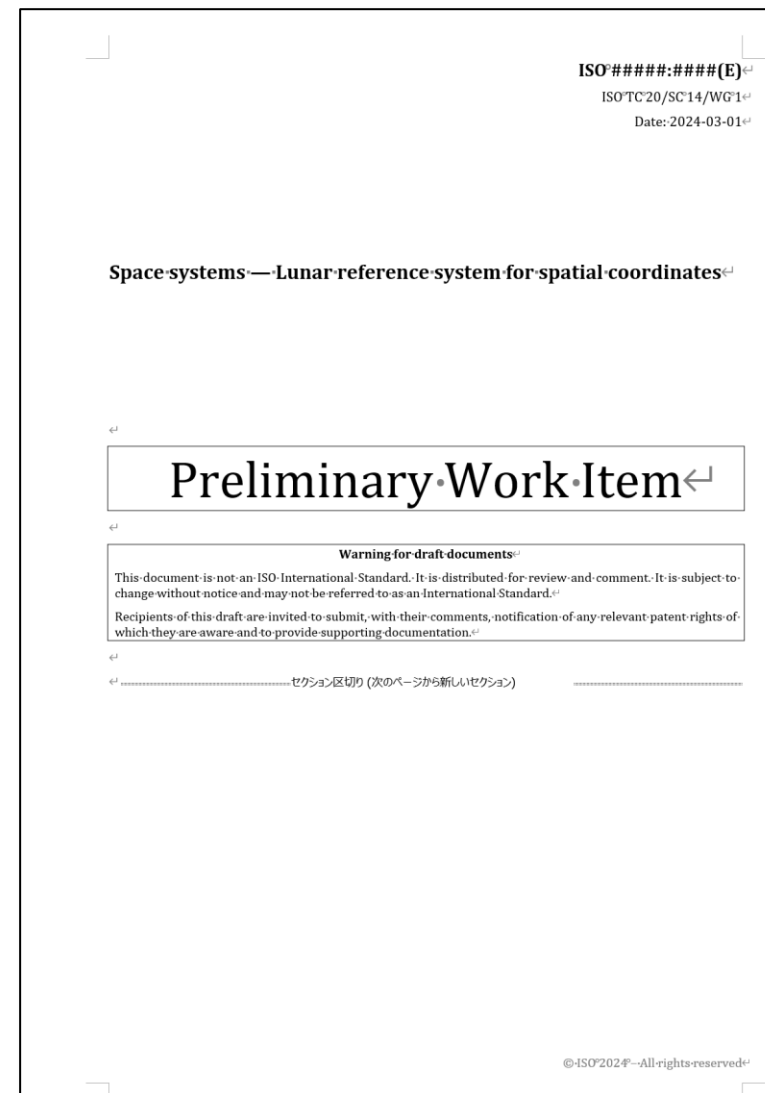 ISO #####:####(E)
ISO TC 20/SC 14/WG 1
Date: 2024-03-01
Space systems — Lunar reference system for spatial coordinates
Preliminary Work Item
Warning for draft documents
This document is not an ISO International Standard. It is distributed for review and comment. It is subject to
change without notice and may not be referred to as an International Standard.
Recipients of this draft are invited to submit, with their comments, notification of any relevant patent rights of
which they are aware and to provide supporting documentation.
セクション区切り (次のページから新しいセクション)
© ISO 2024 – All rights reserved